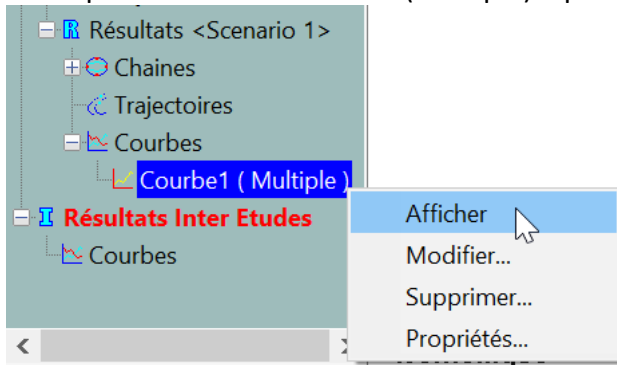 Résultats <Scenario 1>
Chaines
Trajectoires
Courbes
Courbe1 ( Multiple )
Résultats Inter Etudes
Courbes
Afficher
Modifier...
Supprimer...
Propriétés...